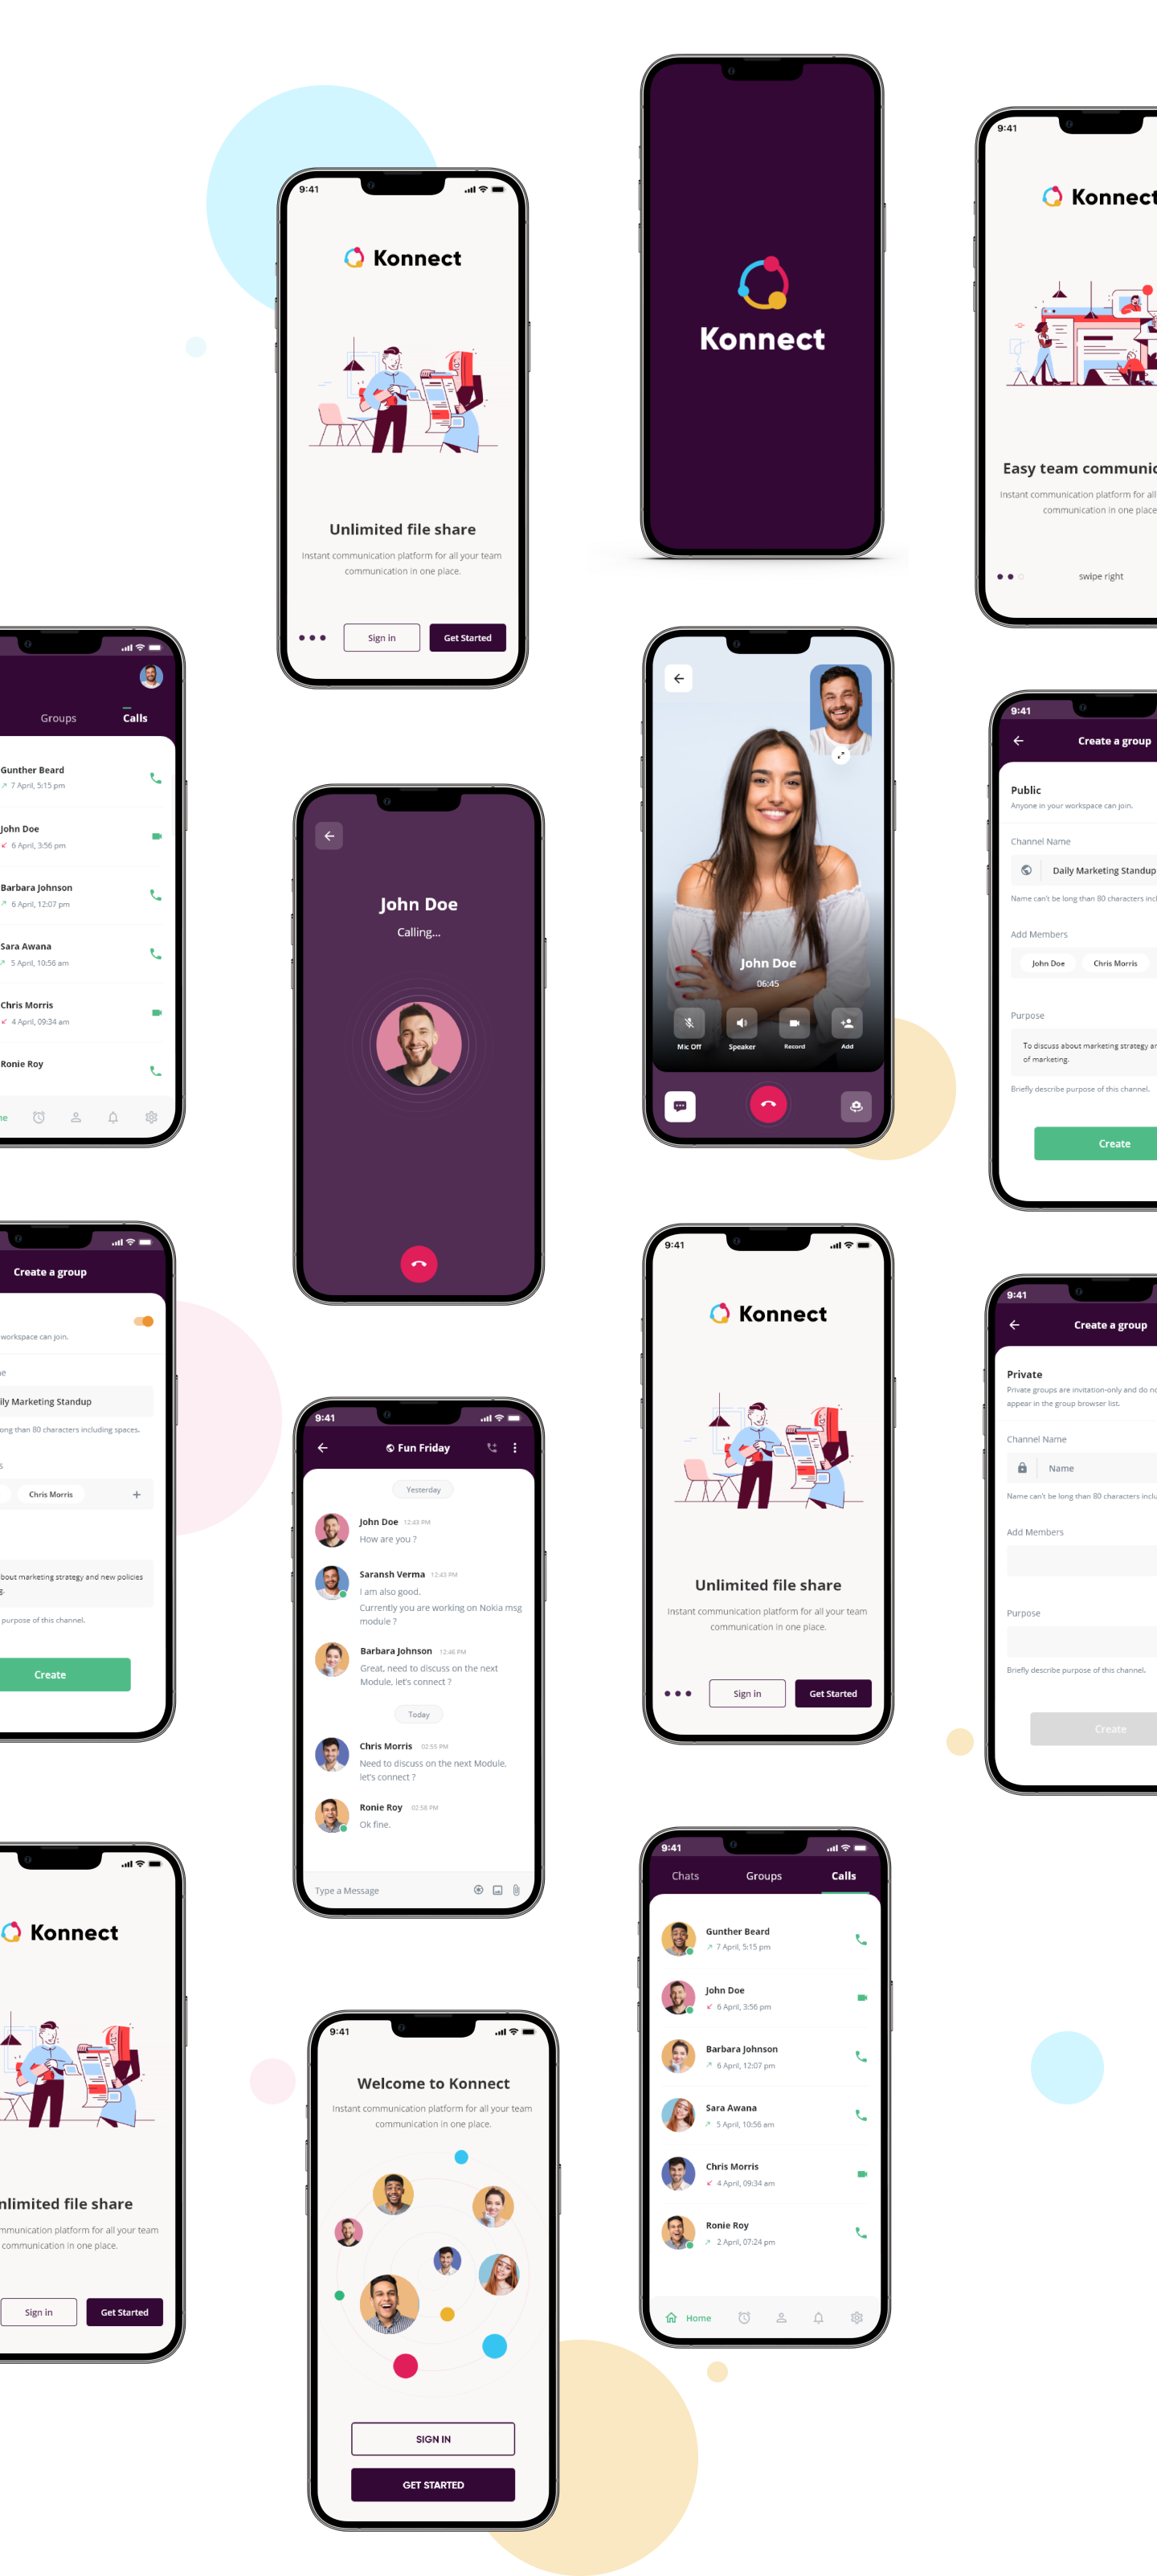 9:41
Konnect
Unlimited file share
Instant communication platform for all your team
communication in one place.
Sign in
Get Started
Konnect
9:41
Konnect
Easy team
Instant communication platform for all
communication in one place
swipe right
Groups
Calls
Gunther Beard
7 April, 5:15 pm
John Doe
6 April, 3:56 pm
Barbara Johnson
6 April, 12:07 pm
Sara Awana
5 April, 10:56 am
Chris Morris
4 April, 09:34 am
Ronie Roy
John Doe
Calling...
John Doe
06:45
Mic Off
Speaker
Record
Add
9:41
Create a group
Public
Anyone in your workspace can join.
Channel Name
Daily Marketing Standup
Name can't be long than 80 characters
Add Members
John Doe
Chris Morris
Purpose
To discuss about marketing strategy
of marketing.
Briefly describe purpose of this channel.
Create
Create a group
workspace can join.
Marketing Standup
long than 80 characters including spaces.
Chris Morris
about marketing strategy and new policies
purpose of this channel.
Create
9:41
Fun Friday
Yesterday
John Doe 12:43 PM
How are you ?
Saransh Verma 12:43 PM
I am also good.
Currently you are working on Nokia msg
module ?
Barbara Johnson 12:46 PM
Great, need to discuss on the next
Module, let's connect ?
Today
Chris Morris 02:55 PM
Need to discuss on the next Module,
let's connect ?
Ronie Roy 02:58 PM
Ok fine.
Type a Message
9:41
Konnect
Unlimited file share
Instant communication platform for all your team
communication in one place.
Sign in
Get Started
9:41
Create a group
Private
Private groups are invitation-only and do
appear in the group browser list.
Channel Name
Name
Name can't be long than 80 characters
Add Members
Purpose
Briefly describe purpose of this channel.
Create
Konnect
file share
platform for all your team
communication in one place.
Sign in
Get Started
9:41
Welcome to Konnect
Instant communication platform for all your team
communication in one place.
SIGN IN
GET STARTED
9:41
Chats
Groups
Calls
Gunther Beard
7 April, 5:15 pm
John Doe
6 April, 3:56 pm
Barbara Johnson
6 April, 12:07 pm
Sara Awana
5 April, 10:56 am
Chris Morris
4 April, 09:34 am
Ronie Roy
2 April, 07:24 pm
Home